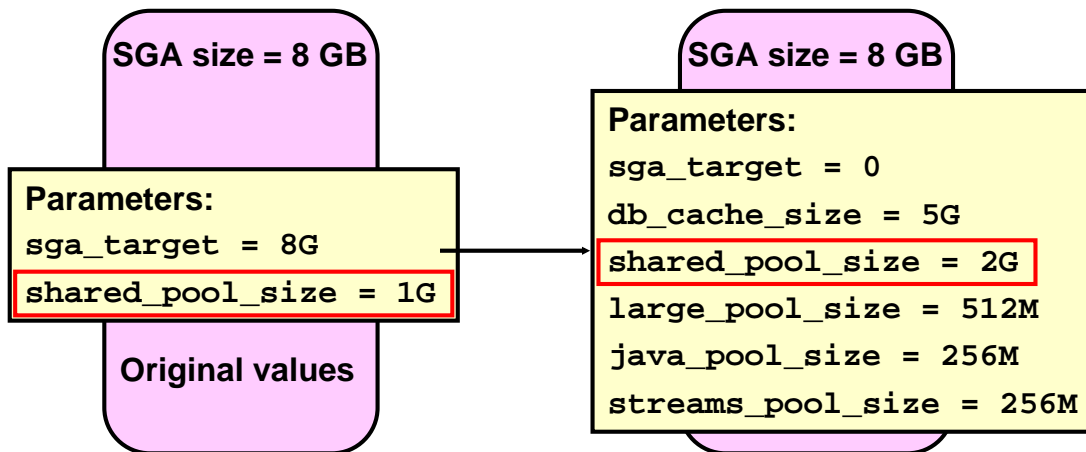 SGA size = 8 GB
Parameters:
sga_target = 8G
shared_pool_size = 1G
Original values
SGA size = 8 GB
Parameters:
sga_target = 0
db_cache_size = 5G
shared_pool_size = 2G
large_pool_size = 512M
java_pool_size = 256M
streams_pool_size = 256M